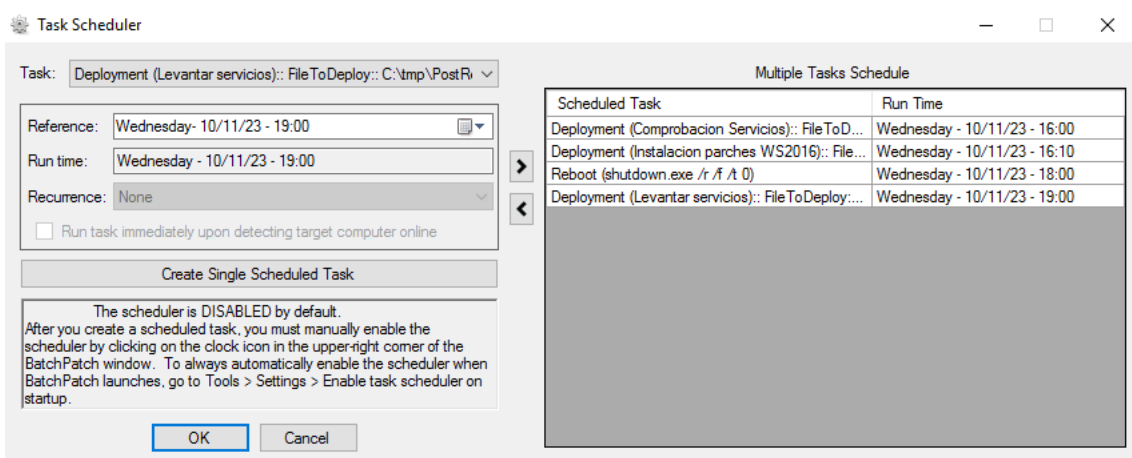 Task Scheduler
Task: Deployment (Levantar servicios):: FileToDeploy:: C:\tmp\PostR
Reference: Wednesday- 10/11/23 - 19:00
Run time: Wednesday - 10/11/23 - 19:00
Recurrence: None
Run task immediately upon detecting target computer online
Create Single Scheduled Task
The scheduler is DISABLED by default.
After you create a scheduled task, you must manually enable the
scheduler by clicking on the clock icon in the upper-right corner of the
BatchPatch window. To always automatically enable the scheduler when
BatchPatch launches, go to Tools > Settings > Enable task scheduler on
startup.
OK Cancel
Multiple Tasks Schedule
Scheduled Task Run Time
Deployment (Comprobacion Servicios):: FileToD... Wednesday - 10/11/23 - 16:00
Deployment (Instalacion parches WS2016):: File... Wednesday - 10/11/23 - 16:10
Reboot (shutdown.exe /r /f /t 0) Wednesday - 10/11/23 - 18:00
Deployment (Levantar servicios):: FileToDeploy:... Wednesday - 10/11/23 - 19:00